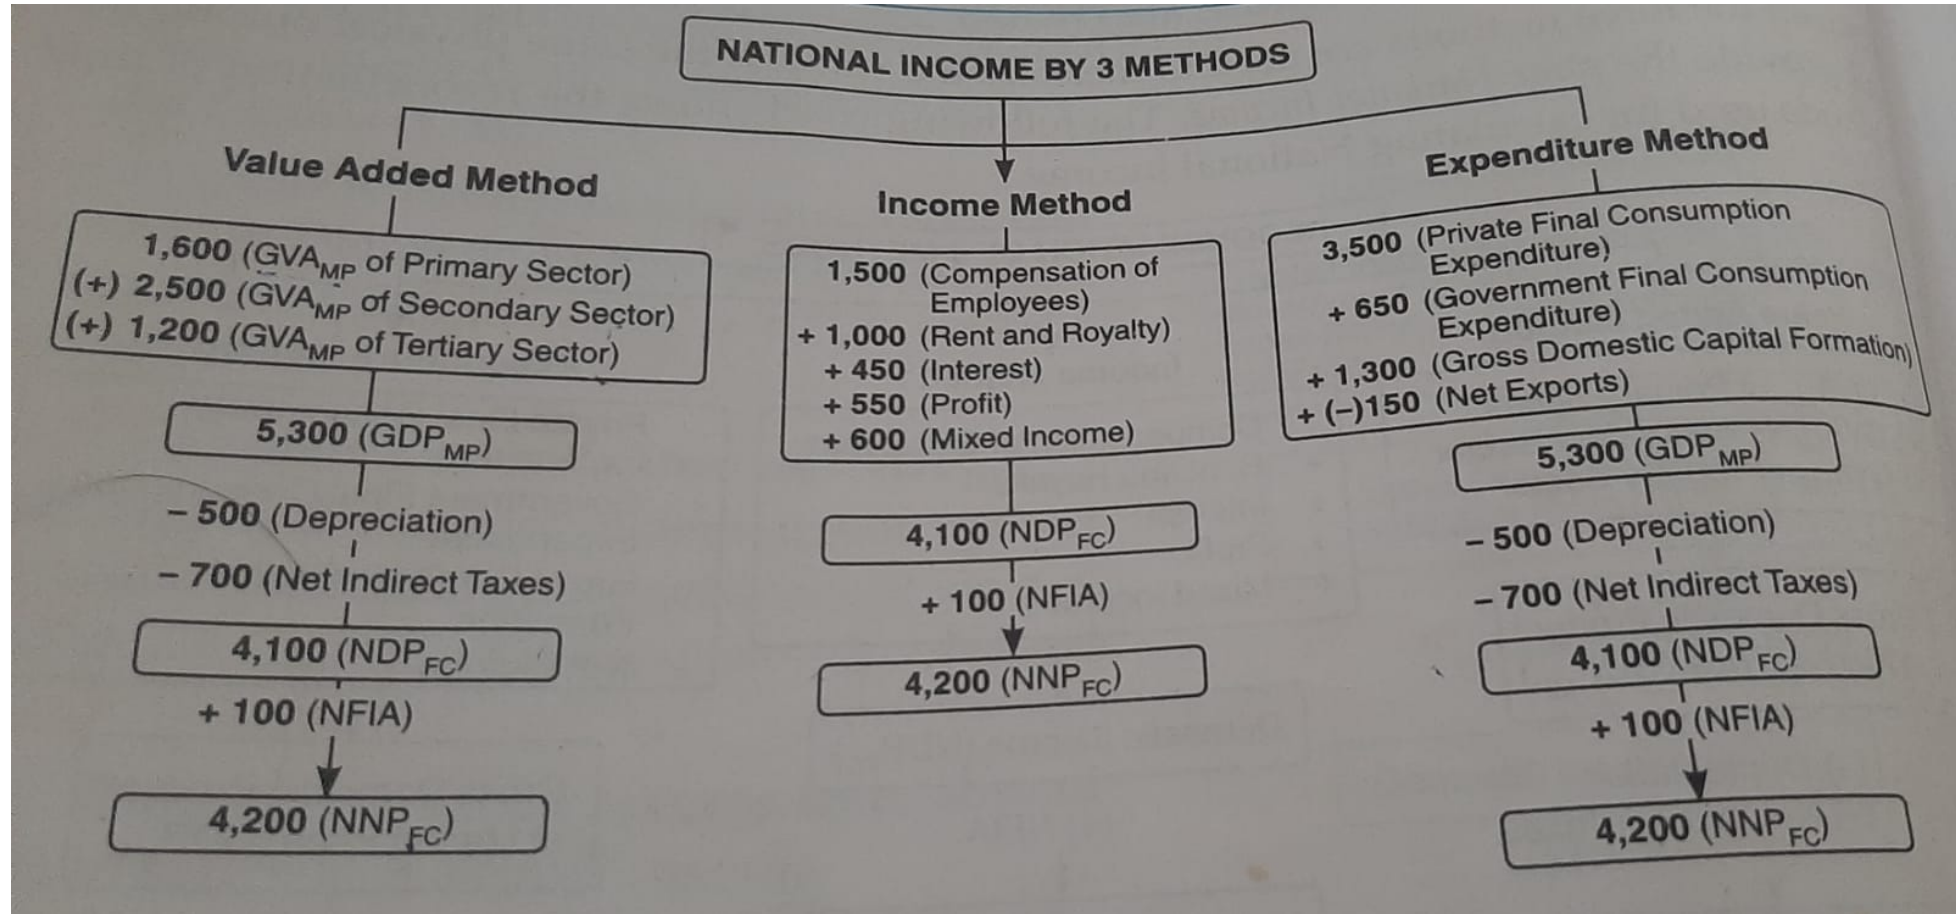 NATIONAL INCOME BY 3 METHODS
Value Added Method
1,600 (GVAMP of Primary Sector)
(+) 2,500 (GVAMP of Secondary Sector)
(+) 1,200 (GVAMP of Tertiary Sector)
5,300 (GDPMP)
– 500 (Depreciation)
– 700 (Net Indirect Taxes)
4,100 (NDPFC)
+ 100 (NFIA)
4,200 (NNPFC)
Income Method
1,500 (Compensation of
Employees)
+ 1,000 (Rent and Royalty)
+ 450 (Interest)
+ 550 (Profit)
+ 600 (Mixed Income)
4,100 (NDPFC)
+ 100 (NFIA)
4,200 (NNPFC)
Expenditure Method
3,500 (Private Final Consumption
Expenditure)
+ 650 (Government Final Consumption
Expenditure)
+ 1,300 (Gross Domestic Capital Formation)
+ (–)150 (Net Exports)
5,300 (GDPMP)
– 500 (Depreciation)
– 700 (Net Indirect Taxes)
4,100 (NDPFC)
+ 100 (NFIA)
4,200 (NNPFC)